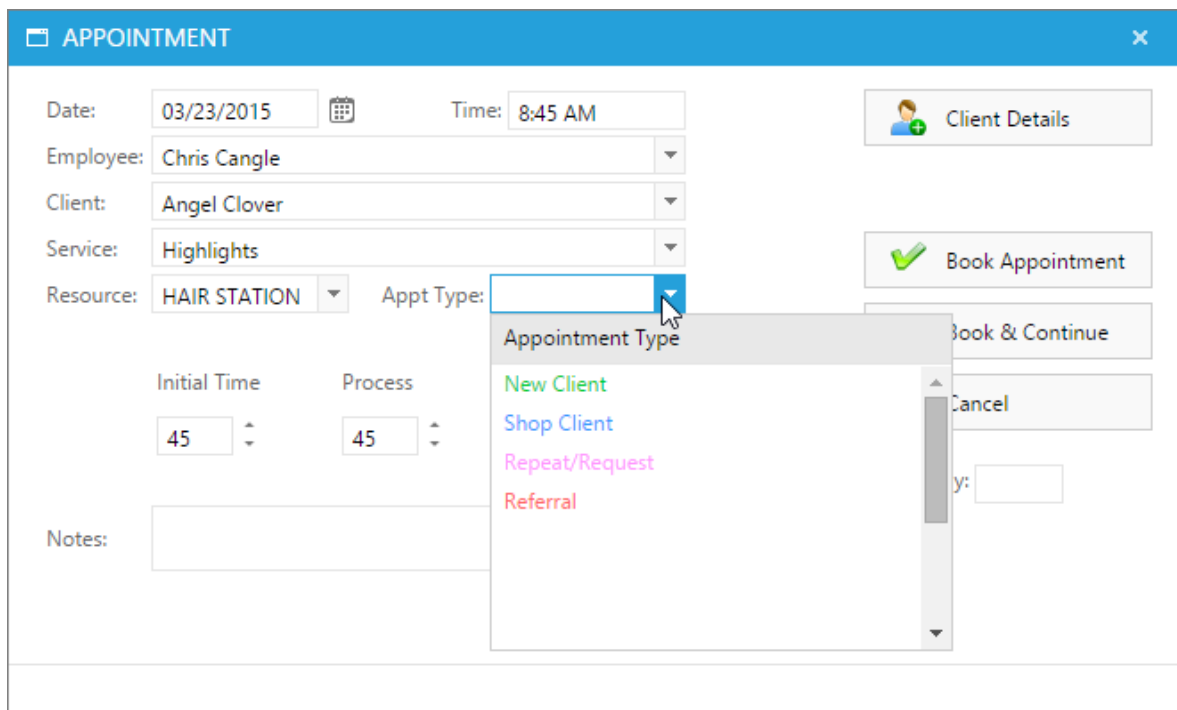 APPOINTMENT
Date: 03/23/2015 Time: 8:45 AM
Client Details
Employee: Chris Cangle
Client: Angel Clover
Service: Highlights
Book Appointment
Resource: HAIR STATION Appt Type:
Appointment Type
Book & Continue
Initial Time Process
New Client
Cancel
45 45
Shop Client
Repeat/Request
y:
Referral
Notes: